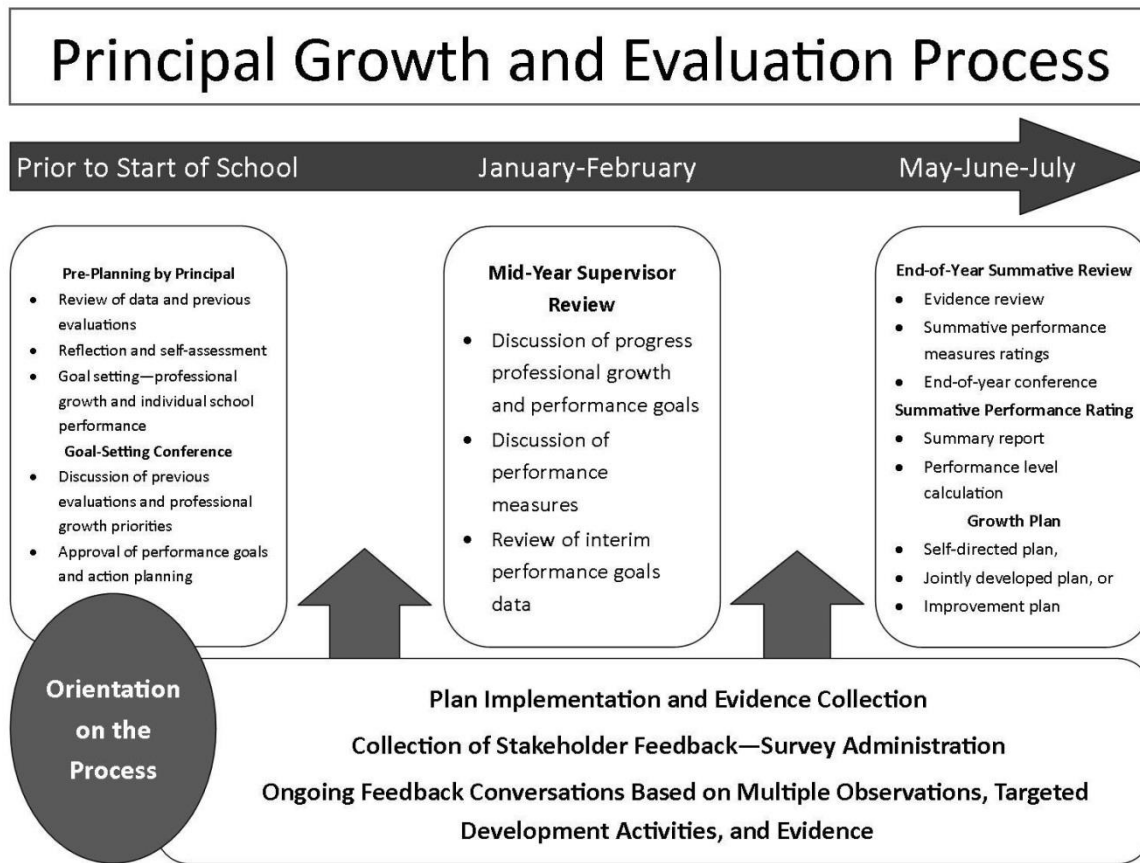 Principal Growth and Evaluation Process
Prior to Start of School
January-February
May-June-July
Pre-Planning by Principal
• Review of data and previous
evaluations
• Reflection and self-assessment
• Goal setting—professional
growth and individual school
performance
Goal-Setting Conference
• Discussion of previous
evaluations and professional
growth priorities
• Approval of performance goals
and action planning
Mid-Year Supervisor
Review
• Discussion of progress
professional growth
and performance goals
• Discussion of
performance
measures
• Review of interim
performance goals
data
End-of-Year Summative Review
• Evidence review
• Summative performance
measures ratings
• End-of-year conference
Summative Performance Rating
• Summary report
• Performance level
calculation
Growth Plan
• Self-directed plan,
• Jointly developed plan, or
• Improvement plan
Orientation
on the
Process
Plan Implementation and Evidence Collection
Collection of Stakeholder Feedback—Survey Administration
Ongoing Feedback Conversations Based on Multiple Observations, Targeted
Development Activities, and Evidence